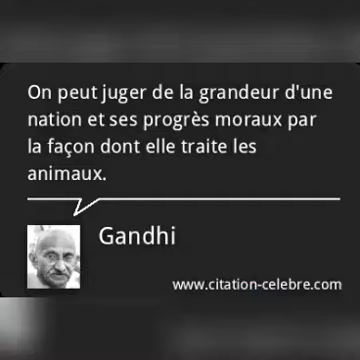 On peut juger de la grandeur d'une
nation et ses progrès moraux par
la façon dont elle traite les
animaux.
Gandhi
www.citation-celebre.com